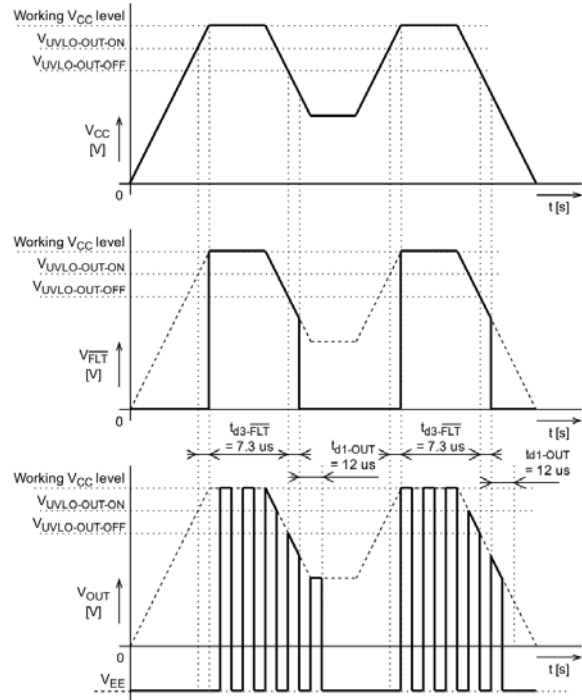 Working VCC level
VUVLO-OUT-ON
VUVLO-OUT-OFF
VCC
[V]
0
t [s]
Working VCC level
VUVLO-OUT-ON
VUVLO-OUT-OFF
VFLT
[V]
0
t [s]
td3-FLT
= 7.3 us
td1-OUT
= 12 us
td3-FLT
= 7.3 us
td1-OUT
= 12 us
Working VCC level
VUVLO-OUT-ON
VUVLO-OUT-OFF
VOUT
[V]
0
t [s]
VEE